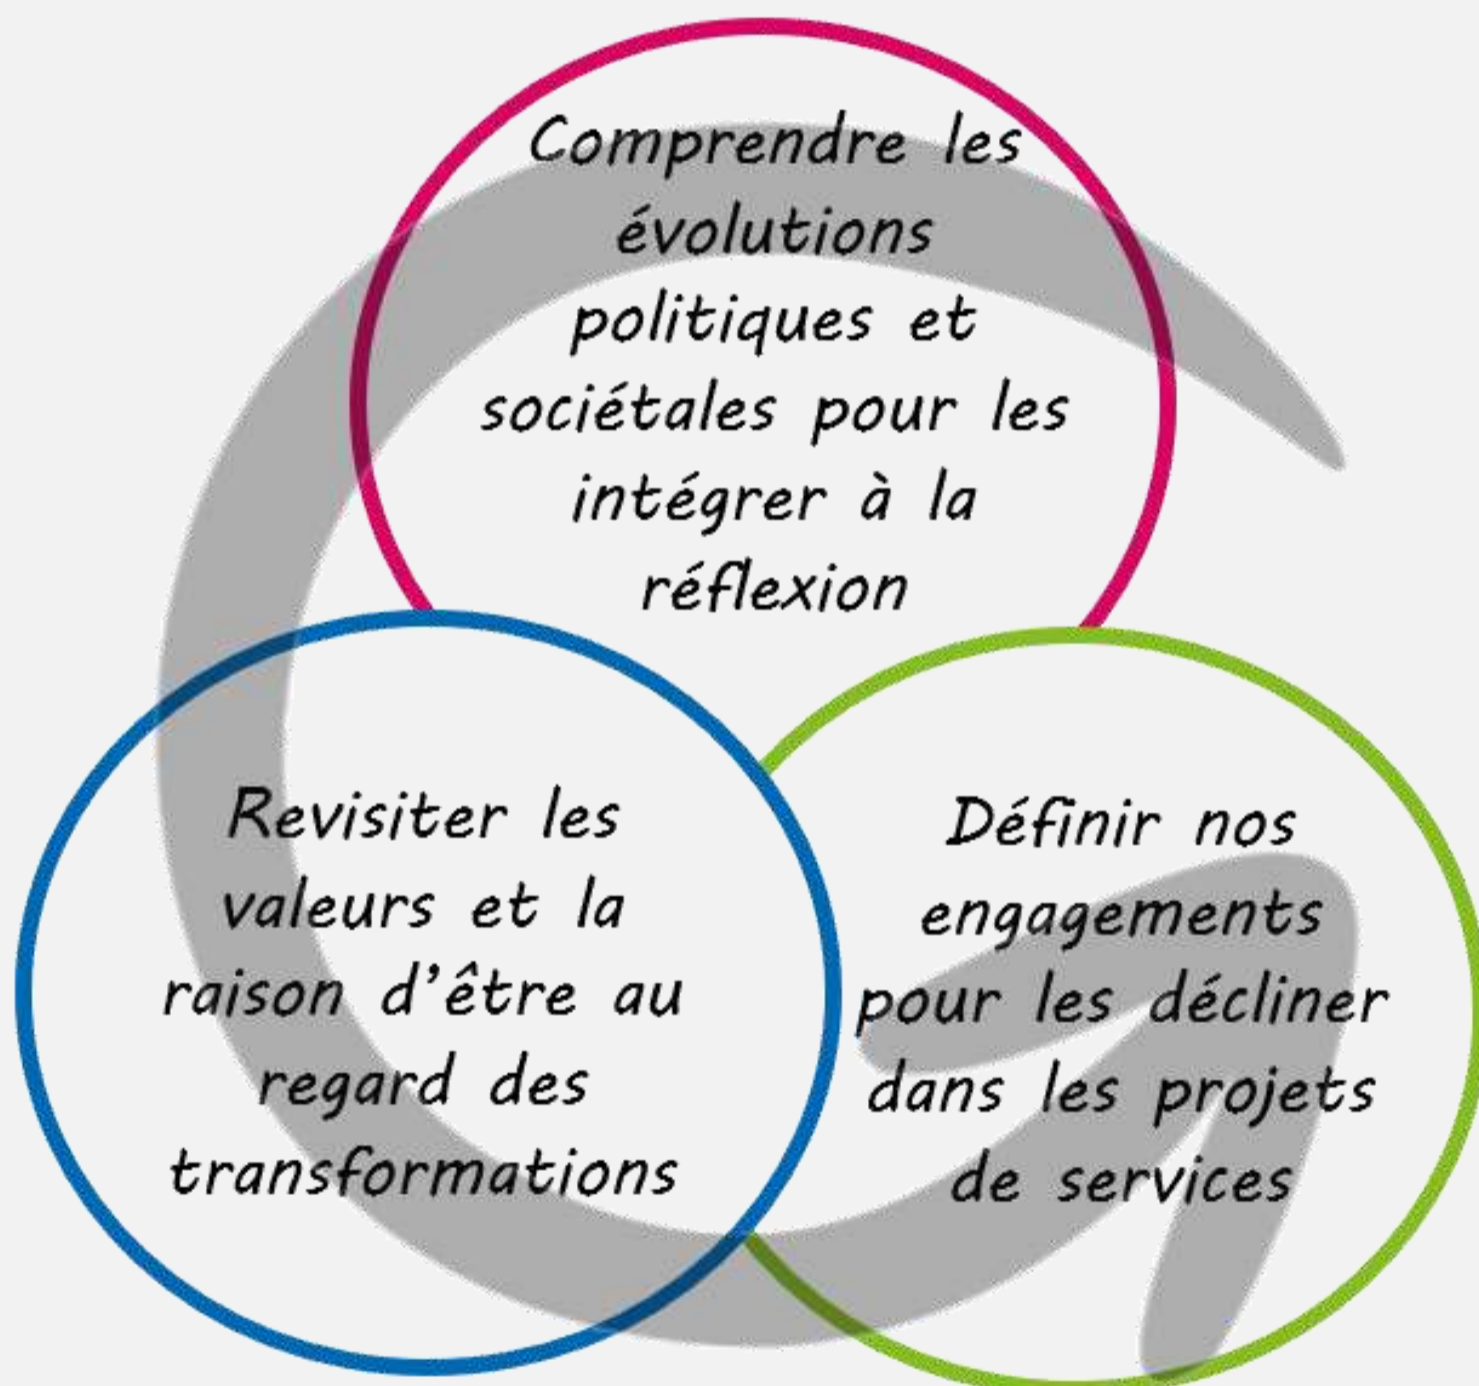 Comprendre les
évolutions
politiques et
sociétales pour les
intégrer à la
réflexion
Revisiter les
valeurs et la
raison d’être au
regard des
transformations
Définir nos
engagements
pour les décliner
dans les projets
de services